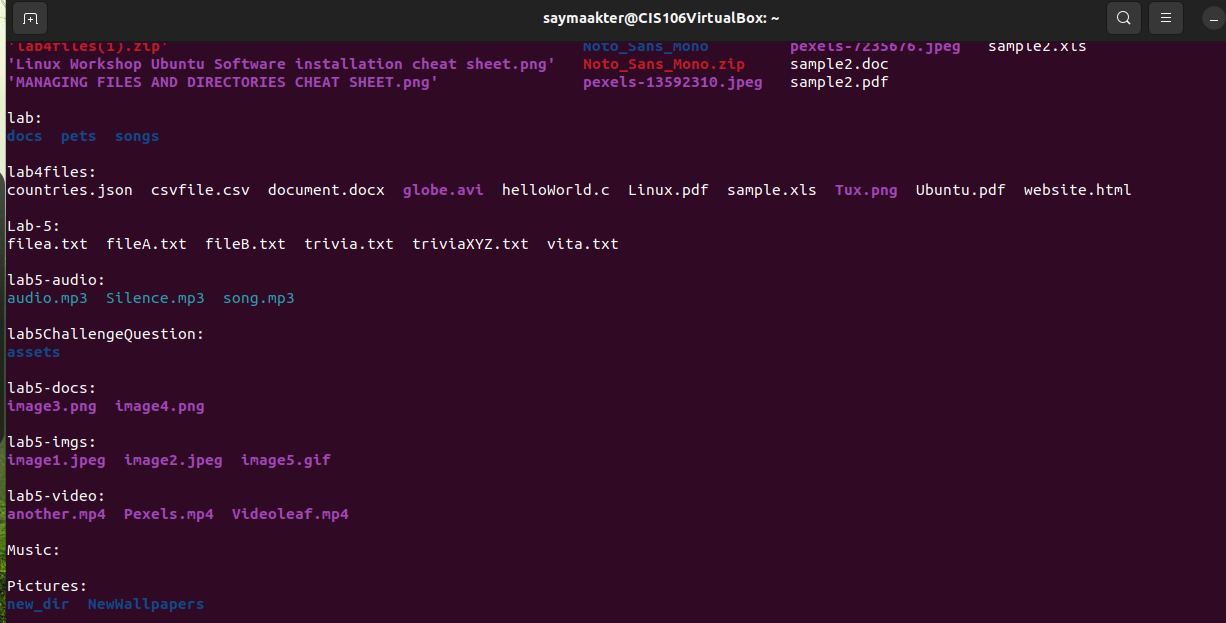 saymaakter@CIS106VirtualBox: ~
'lab4files(1).zip' Noto_Sans_Mono pexels-7235676.jpeg sample2.xls
'Linux Workshop Ubuntu Software installation cheat sheet.png' Noto_Sans_Mono.zip sample2.doc
'MANAGING FILES AND DIRECTORIES CHEAT SHEET.png' pexels-13592310.jpeg sample2.pdf
lab:
docs pets songs
lab4files:
countries.json csvfile.csv document.docx globe.avi helloWorld.c Linux.pdf sample.xls Tux.png Ubuntu.pdf website.html
Lab-5:
filea.txt fileA.txt fileB.txt trivia.txt triviaXYZ.txt vita.txt
lab5-audio:
audio.mp3 Silence.mp3 song.mp3
lab5ChallengeQuestion:
assets
lab5-docs:
image3.png image4.png
lab5-imgs:
image1.jpeg image2.jpeg image5.gif
lab5-video:
another.mp4 Pexels.mp4 Videoleaf.mp4
Music:
Pictures:
new_dir NewWallpapers